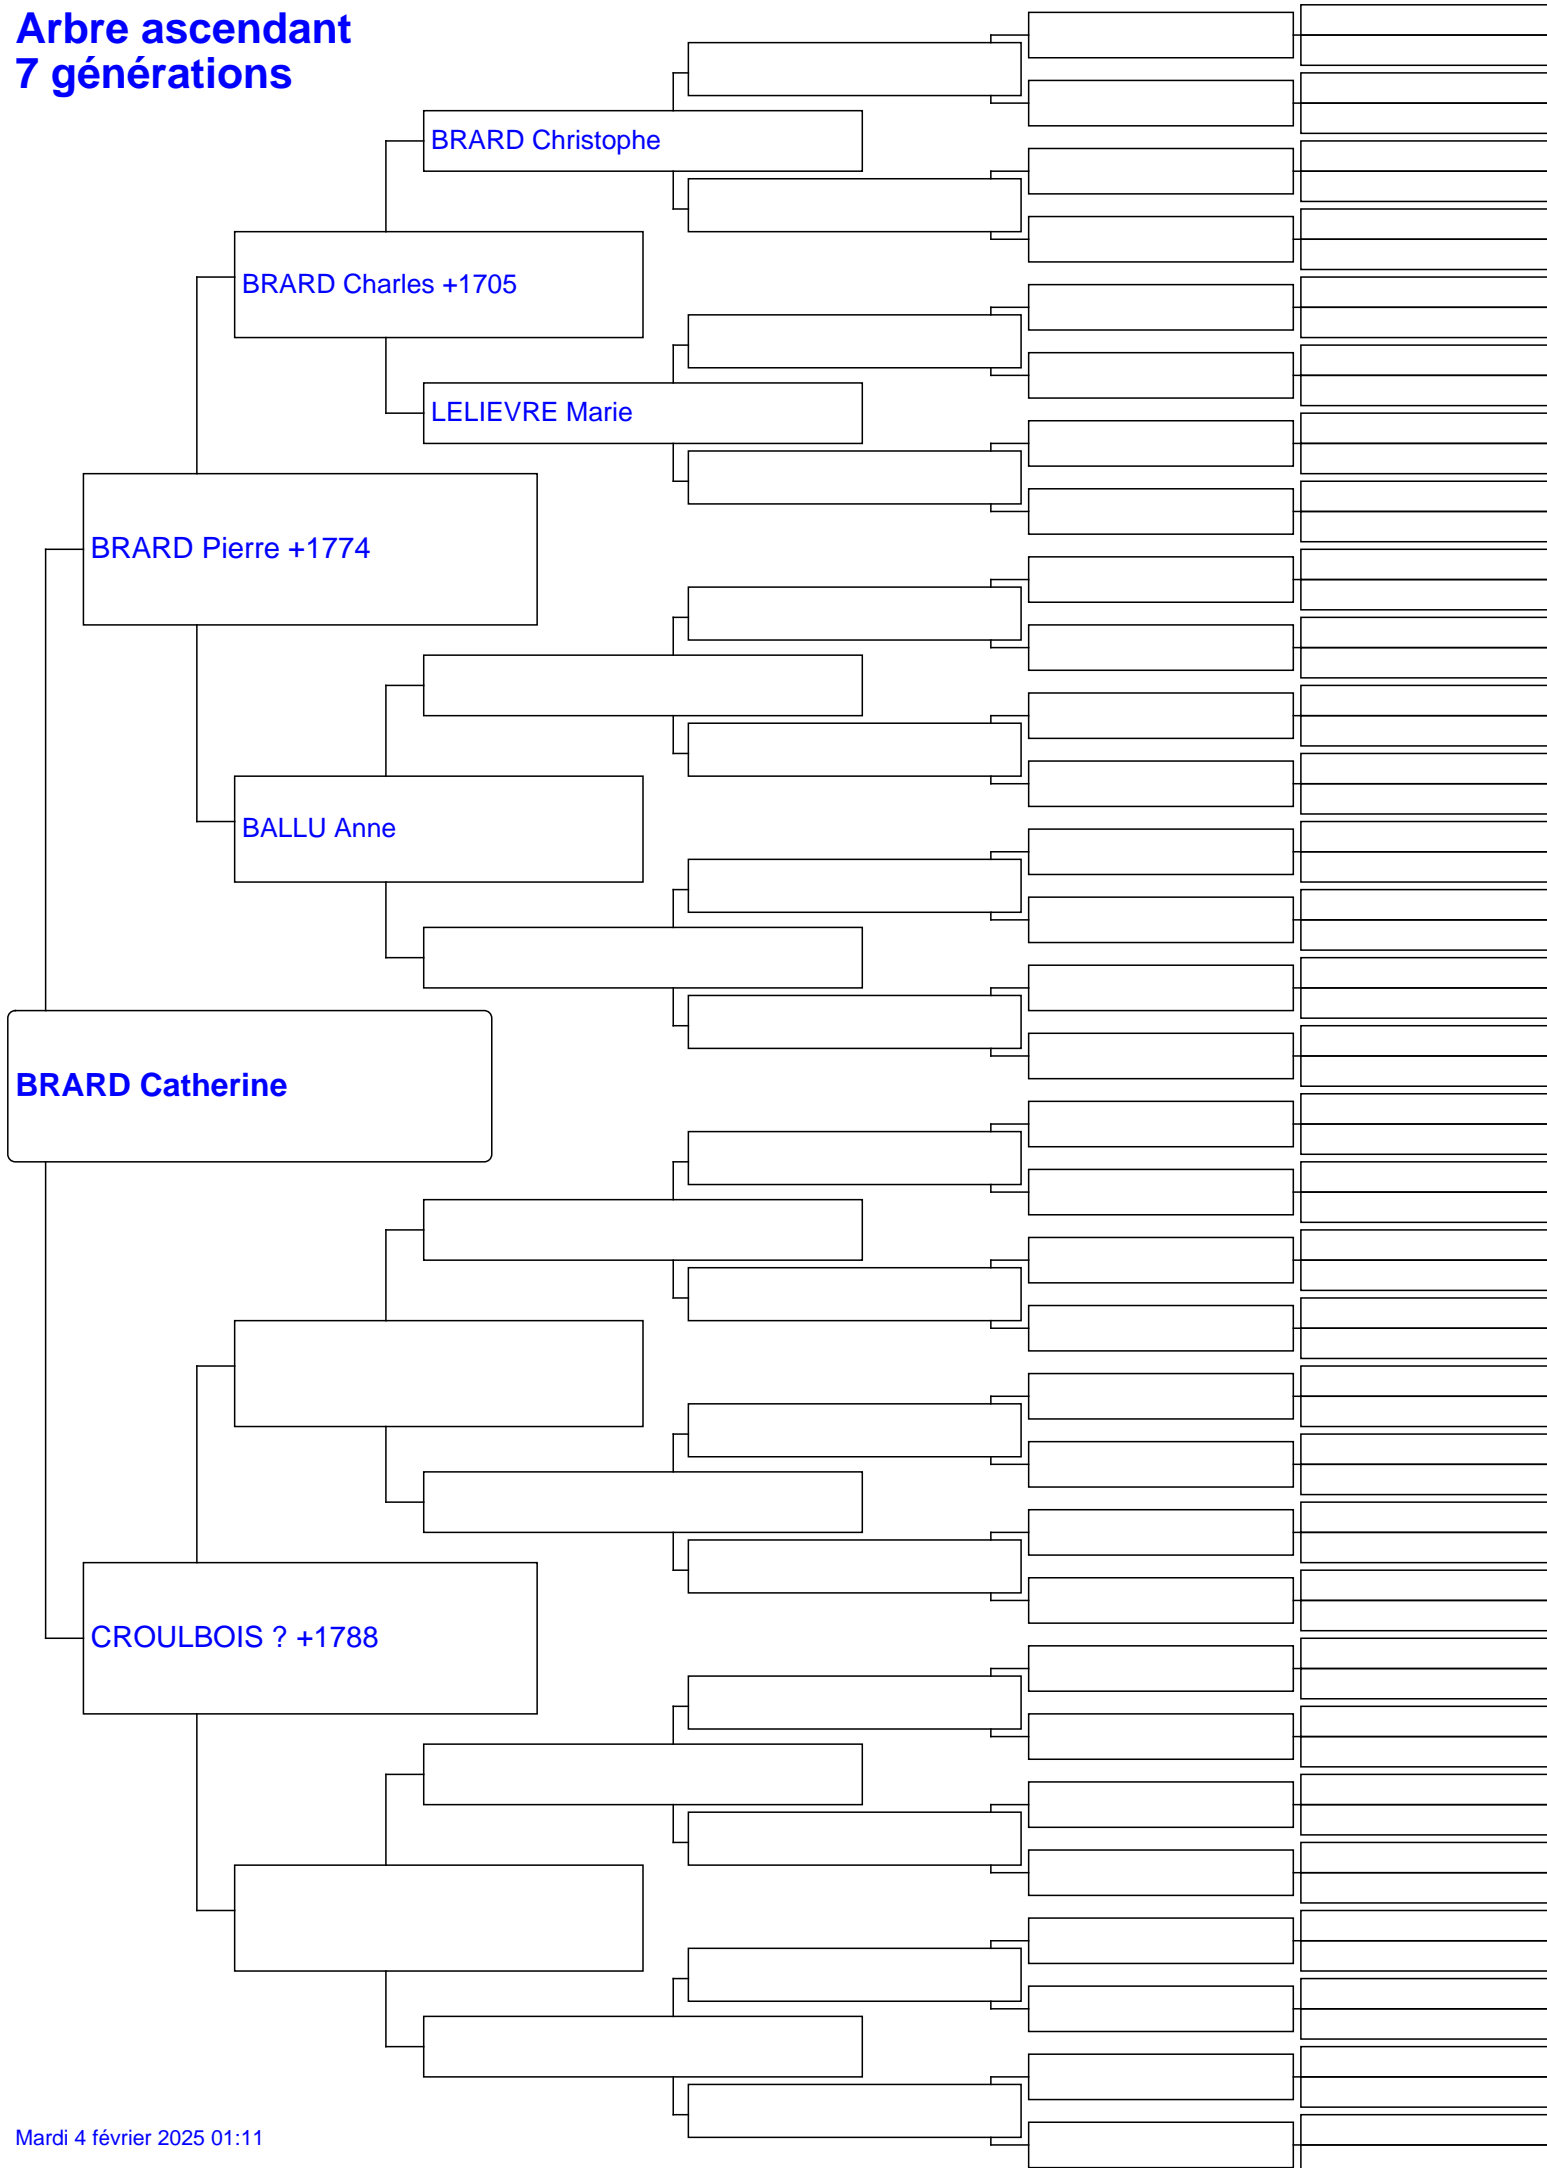 Arbre ascendant
7 générations
BRARD Christophe
BRARD Charles +1705
LELIEVRE Marie
BRARD Pierre +1774
BALLU Anne
BRARD Catherine
CROULBOIS ? +1788
Mardi 4 février 2025 01:11